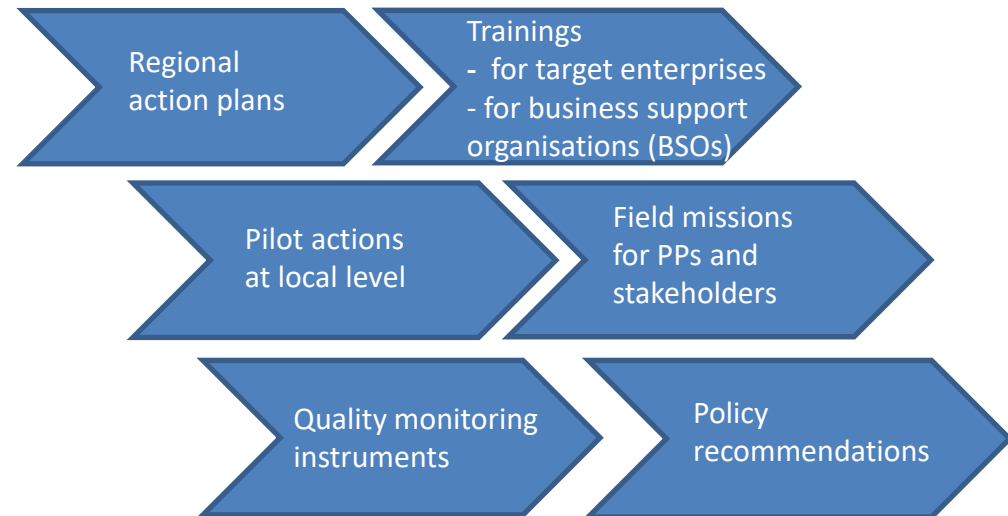 Regional
action plans
Trainings
- for target enterprises
- for business support
organisations (BSOs)
Pilot actions
at local level
Field missions
for PPs and
stakeholders
Quality monitoring
instruments
Policy
recommendations